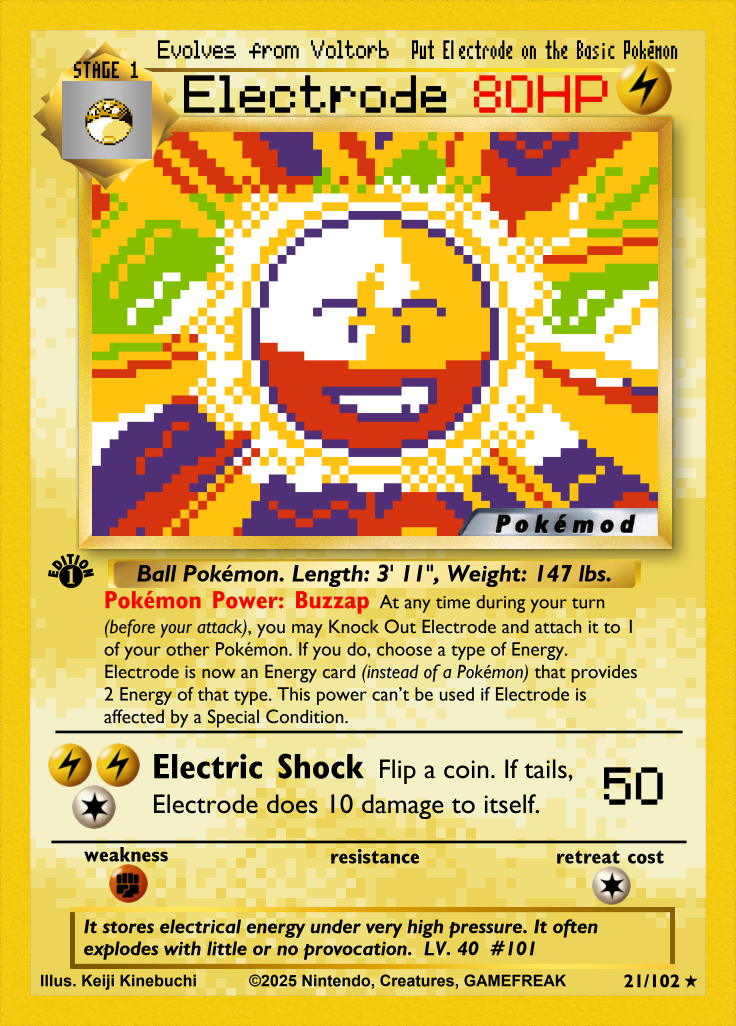 Evolves from Voltorb Put Electrode on the Basic Pokémon
STAGE 1
Electrode 80HP
Pokémod
EDITION
1
Ball Pokémon. Length: 3' 11", Weight: 147 lbs.
Pokémon Power: Buzzap At any time during your turn
(before your attack), you may Knock Out Electrode and attach it to 1
of your other Pokémon. If you do, choose a type of Energy.
Electrode is now an Energy card (instead of a Pokémon) that provides
2 Energy of that type. This power can't be used if Electrode is
affected by a Special Condition.
Electric Shock Flip a coin. If tails,
Electrode does 10 damage to itself.
50
weakness resistance retreat cost
It stores electrical energy under very high pressure. It often
explodes with little or no provocation. LV. 40 #101
Illus. Keiji Kinebuchi ©2025 Nintendo, Creatures, GAMEFREAK 21/102 ★